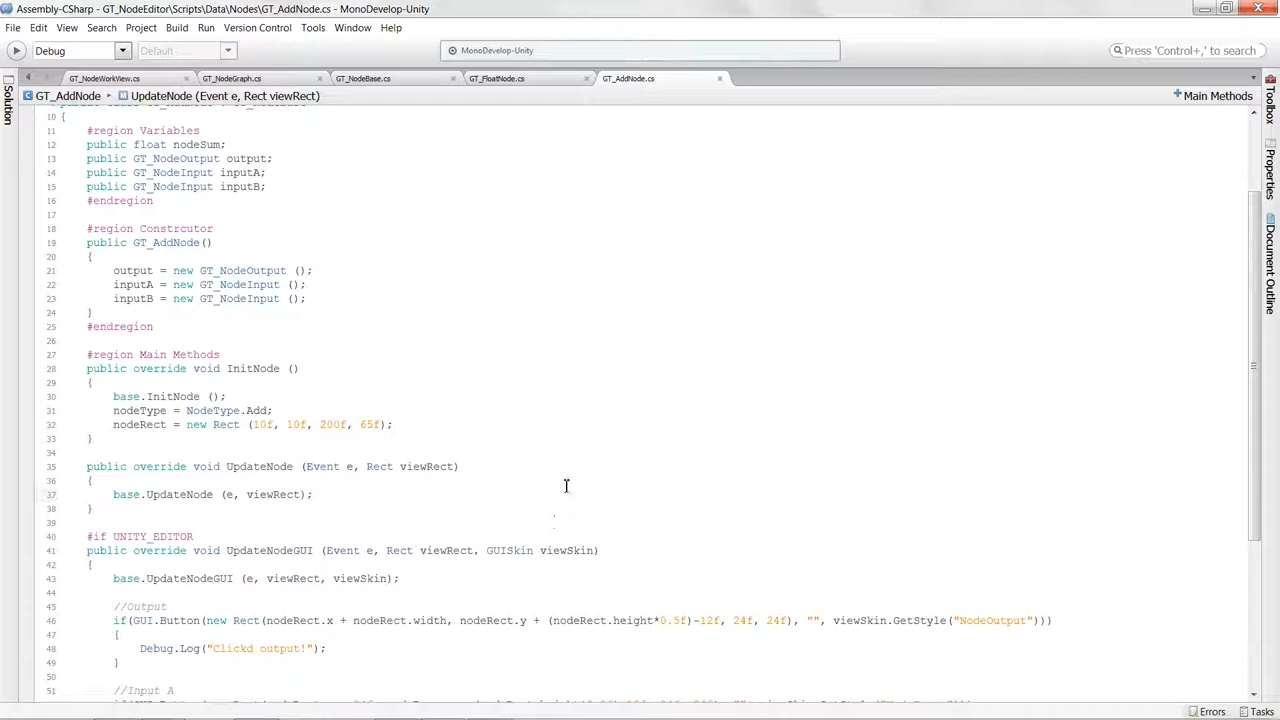 Assembly-CSharp - GT_NodeEditor\Scripts\Data\Nodes\GT_AddNode.cs - MonoDevelop-Unity
File Edit View Search Project Build Run Version Control Tools Window Help
Debug Default MonoDevelop-Unity Press 'Control+,' to search
GT_NodeWorkView.cs GT_NodeGraph.cs GT_NodeBase.cs GT_FloatNode.cs GT_AddNode.cs
GT_AddNode UpdateNode (Event e, Rect viewRect) Main Methods
Solution
Toolbox
Properties
Document Outline
10 {
11 #region Variables
12 public float nodeSum;
13 public GT_NodeOutput output;
14 public GT_NodeInput inputA;
15 public GT_NodeInput inputB;
16 #endregion
17
18 #region Constrcutor
19 public GT_AddNode()
20 {
21 output = new GT_NodeOutput ();
22 inputA = new GT_NodeInput ();
23 inputB = new GT_NodeInput ();
24 }
25 #endregion
26
27 #region Main Methods
28 public override void InitNode ()
29 {
30 base.InitNode ();
31 nodeType = NodeType.Add;
32 nodeRect = new Rect (10f, 10f, 200f, 65f);
33 }
34
35 public override void UpdateNode (Event e, Rect viewRect)
36 {
37 base.UpdateNode (e, viewRect);
38 }
39
40 #if UNITY_EDITOR
41 public override void UpdateNodeGUI (Event e, Rect viewRect, GUISkin viewSkin)
42 {
43 base.UpdateNodeGUI (e, viewRect, viewSkin);
44
45 //Output
46 if(GUI.Button(new Rect(nodeRect.x + nodeRect.width, nodeRect.y + (nodeRect.height*0.5f)-12f, 24f, 24f), "", viewSkin.GetStyle("NodeOutput")))
47 {
48 Debug.Log("Clickd output!");
49 }
50
51 //Input A
Errors Tasks